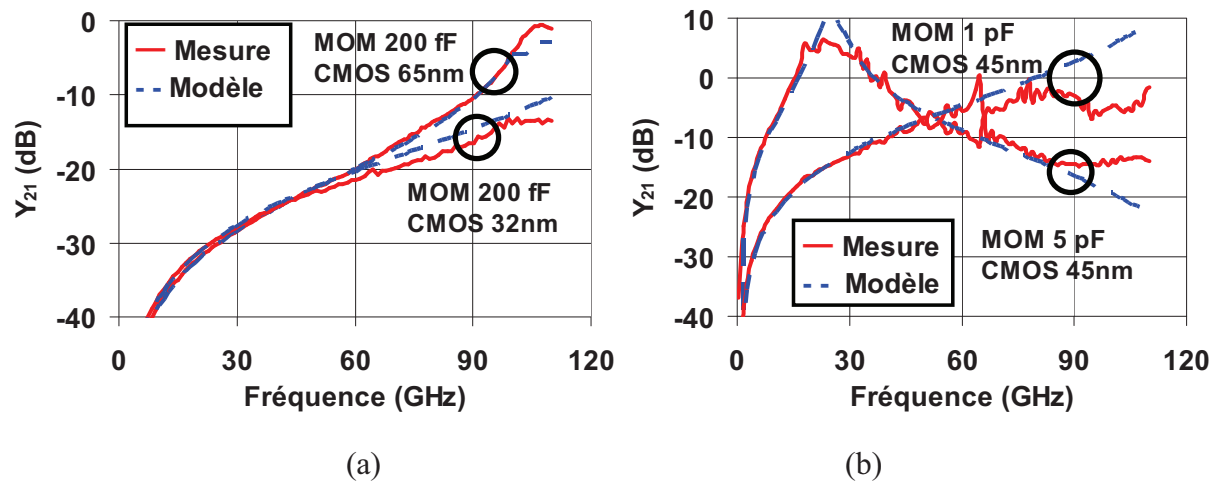 0
-10
-20
-30
-40
Y21 (dB)
Mesure
Modèle
MOM 200 fF
CMOS 65nm
MOM 200 fF
CMOS 32nm
0 30 60 90 120
Fréquence (GHz)
(a)
10
0
-10
-20
-30
-40
Y21 (dB)
MOM 1 pF
CMOS 45nm
Mesure
Modèle
MOM 5 pF
CMOS 45nm
0 30 60 90 120
Fréquence (GHz)
(b)